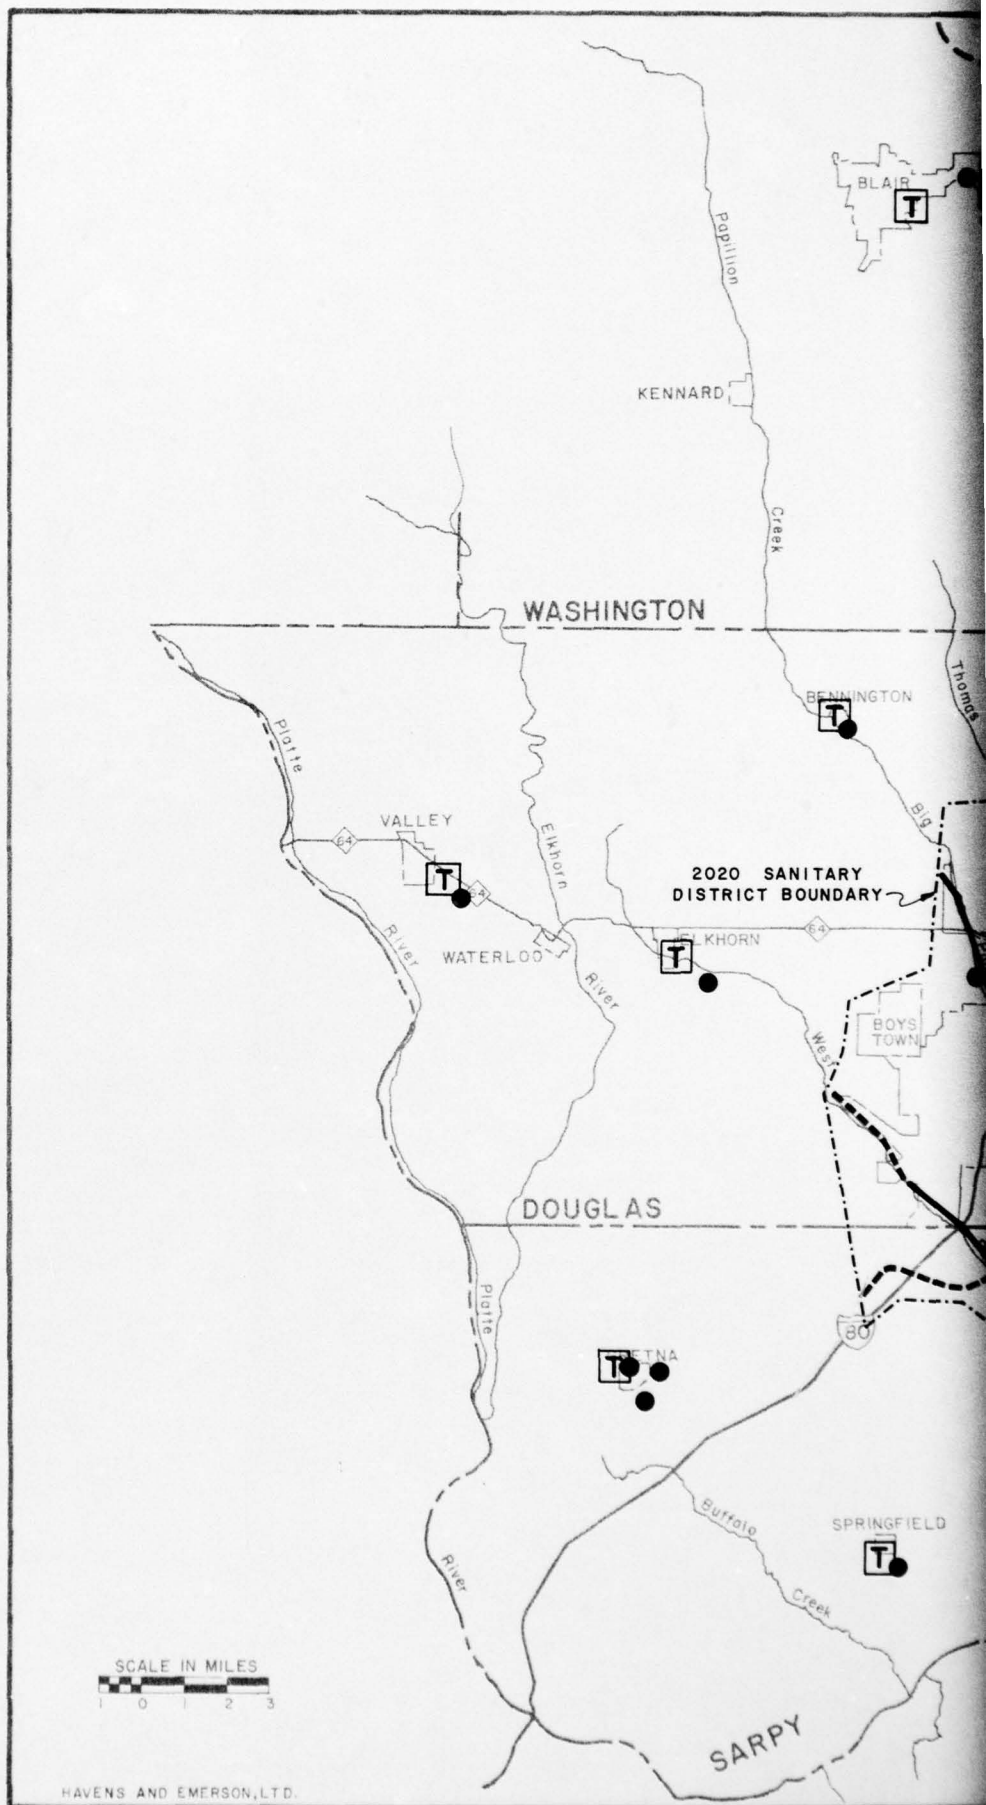 BLAIR
T
Papillion
KENNARD
Creek
WASHINGTON
Thomas
BENNINGTON
T
Platte
Big
VALLEY
64
Elkhorn
T
64
2020 SANITARY
DISTRICT BOUNDARY
64
ELKHORN
WATERLOO
T
River
River
BOYS
TOWN
West
DOUGLAS
Platte
80
T
Buffalo
SPRINGFIELD
T
River
Creek
SCALE IN MILES
1 0 1 2 3
SARPY
HAVENS AND EMERSON, LTD.